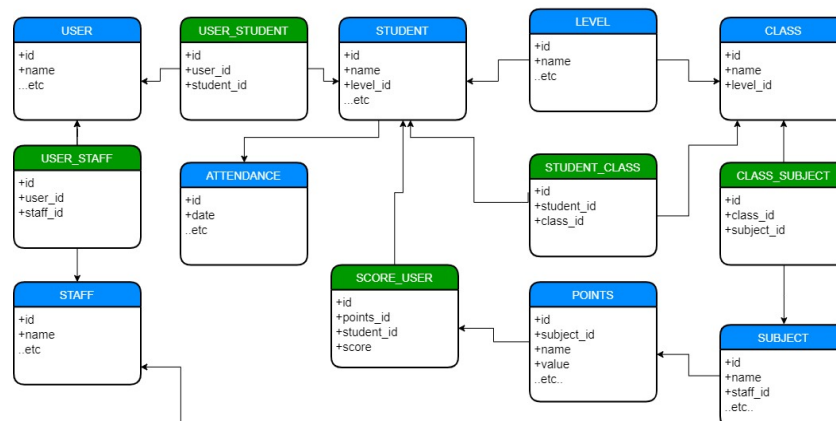 USER
+id
+name
...etc
USER_STUDENT
+id
+user_id
+student_id
STUDENT
+id
+name
+level_id
...etc
LEVEL
+id
+name
..etc
CLASS
+id
+name
+level_id
USER_STAFF
+id
+user_id
+staff_id
ATTENDANCE
+id
+date
..etc
STUDENT_CLASS
+id
+student_id
+class_id
CLASS_SUBJECT
+id
+class_id
+subject_id
STAFF
+id
+name
..etc
SCORE_USER
+id
+points_id
+student_id
+score
POINTS
+id
+subject_id
+name
+value
..etc..
SUBJECT
+id
+name
+staff_id
..etc..